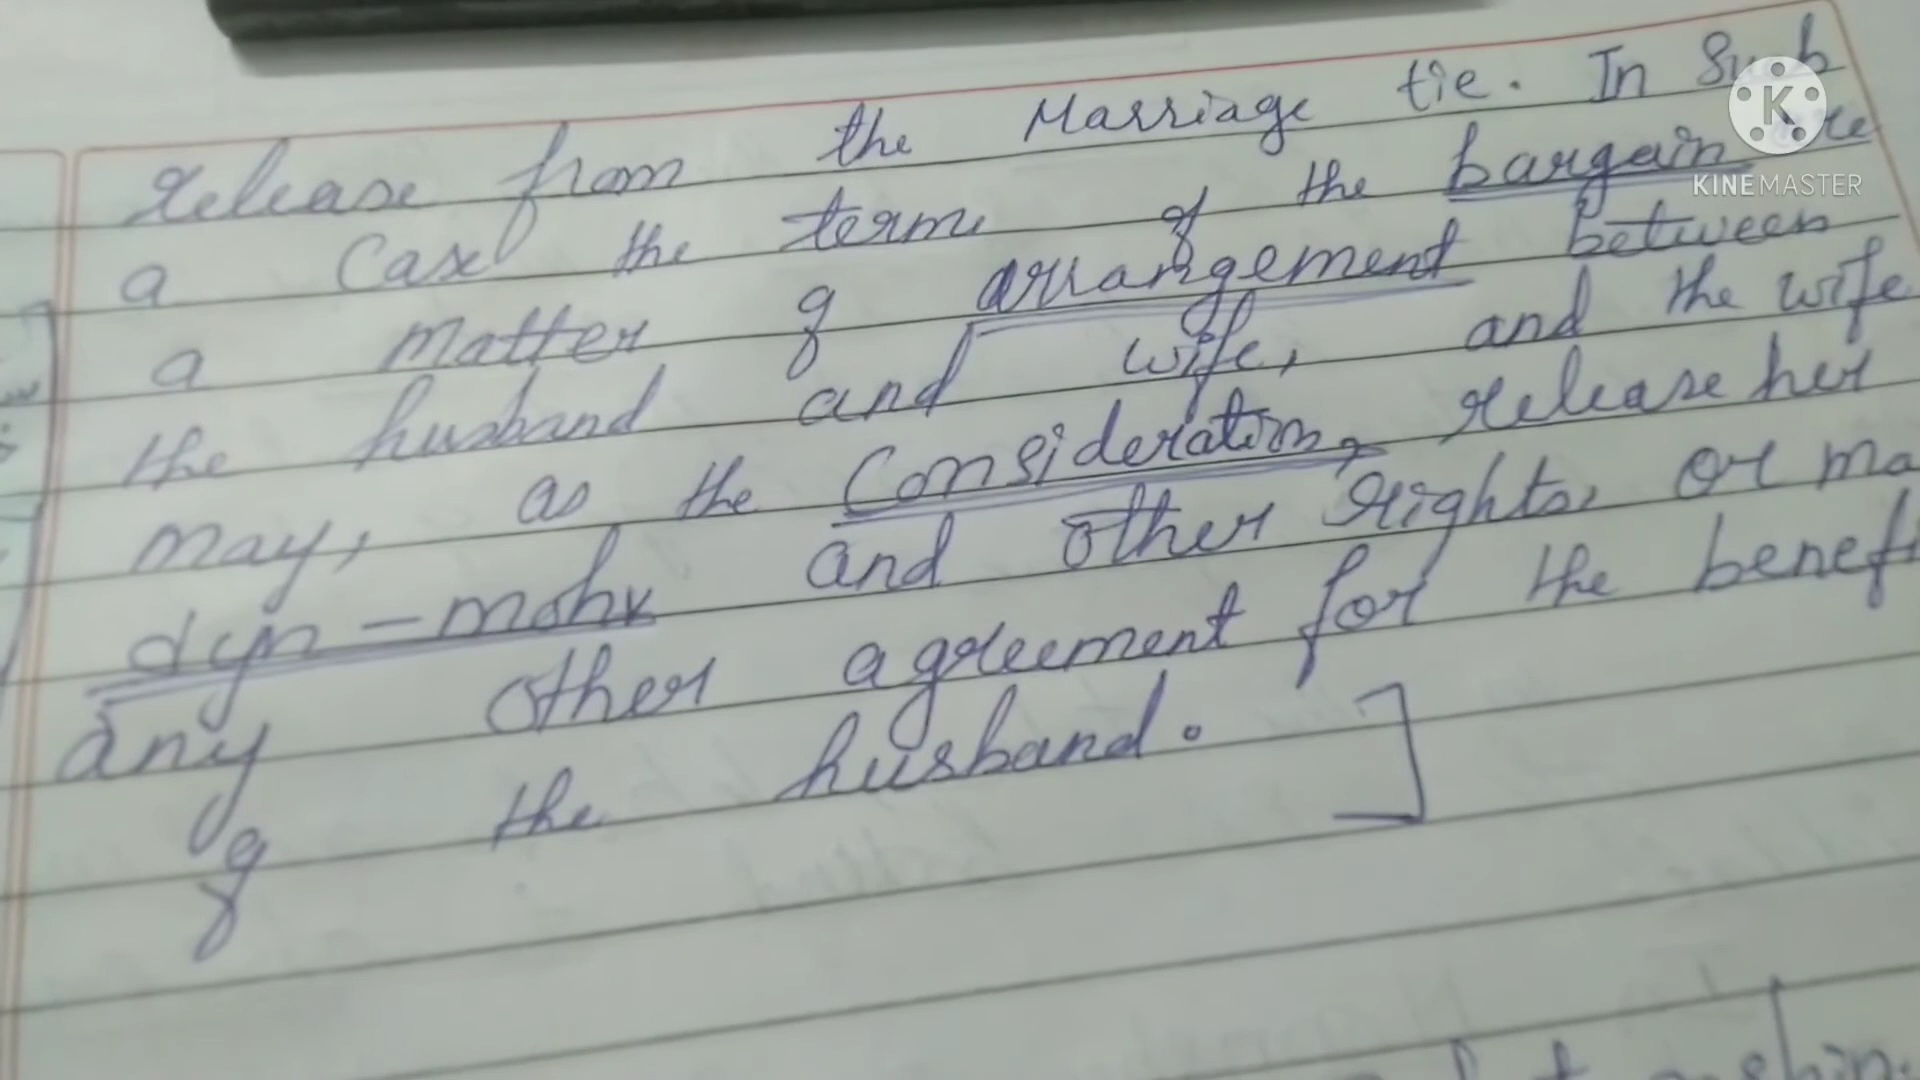 release from the Marriage tie. In Such
a Case the terms of the bargain are
a matter of arrangement between
the husband and wife, and the wife
may, as the Consideration, release her
dyn-mohr and other rights, or ma
any other agreement for the benefi
of the husband.
KINEMASTER